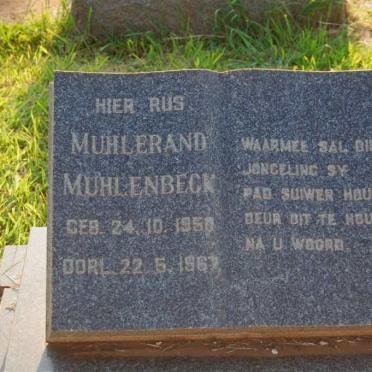 HIER RUS
MUHLERAND
MUHLENBECK
GEB. 24. 10. 1950
OORL. 22. 5. 1967
WAARMEE SAL DIE
JONGELING SY
PAD SUIWER HOU
DEUR DIT TE HOU
NA U WOORD.